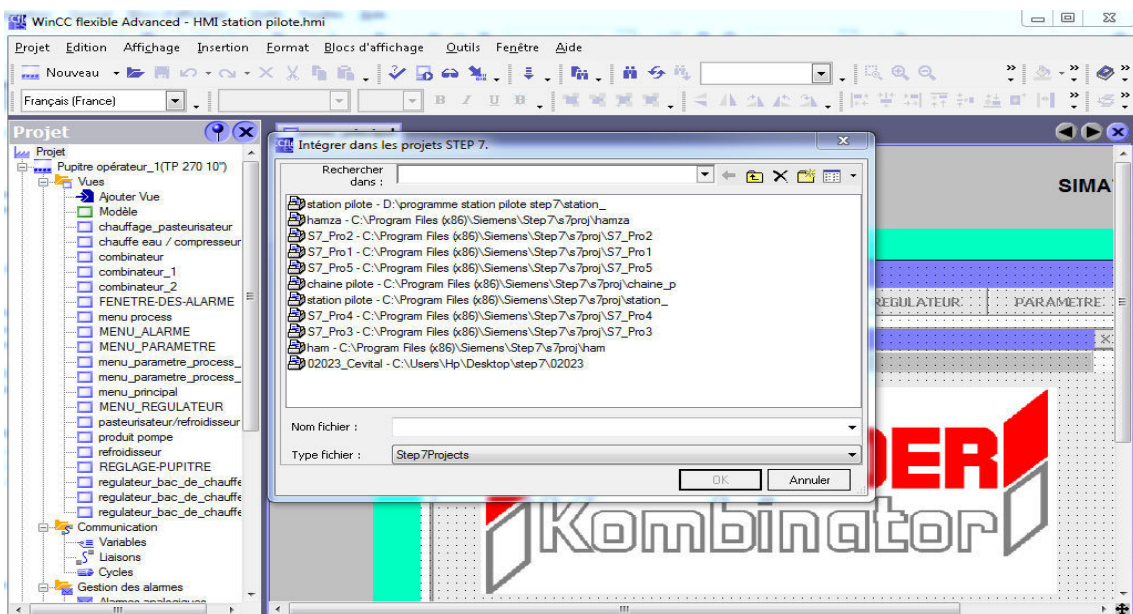 WinCC flexible Advanced - HMI station pilote.hmi
Projet Edition Affichage Insertion Format Blocs d'affichage Outils Fenêtre Aide
Nouveau
Français (France)
B I U
Projet
Projet
Pupitre opérateur_1(TP 270 10")
Vues
Ajouter Vue
Modèle
chauffage_pasteurisateur
chauffe eau / compresseur
combinateur
combinateur_1
combinateur_2
FENETRE-DES-ALARME
menu process
MENU_ALARME
MENU_PARAMETRE
menu_parametre_process_
menu_parametre_process_
menu_principal
MENU_REGULATEUR
pasteurisateur/refroidisseur
produit pompe
refroidisseur
REGLAGE-PUPITRE
regulateur_bac_de_chauffe
regulateur_bac_de_chauffe
regulateur_bac_de_chauffe
Communication
Variables
Liaisons
Cycles
Gestion des alarmes
Alarmes analogiques
Intégrer dans les projets STEP 7.
Rechercher dans :
station pilote - D:\programme station pilote step7\station_
hamza - C:\Program Files (x86)\Siemens\Step7\s7proj\hamza
S7_Pro2 - C:\Program Files (x86)\Siemens\Step7\s7proj\S7_Pro2
S7_Pro1 - C:\Program Files (x86)\Siemens\Step7\s7proj\S7_Pro1
S7_Pro5 - C:\Program Files (x86)\Siemens\Step7\s7proj\S7_Pro5
chaine pilote - C:\Program Files (x86)\Siemens\Step7\s7proj\chaine_p
station pilote - C:\Program Files (x86)\Siemens\Step7\s7proj\station_
S7_Pro4 - C:\Program Files (x86)\Siemens\Step7\s7proj\S7_Pro4
S7_Pro3 - C:\Program Files (x86)\Siemens\Step7\s7proj\S7_Pro3
ham - C:\Program Files (x86)\Siemens\Step7\s7proj\ham
02023_Cevital - C:\Users\Hp\Desktop\step7\02023
Nom fichier :
Type fichier : Step7Projects
OK Annuler
SIMA
REGULATEUR PARAMETRE
DER
Kombinator